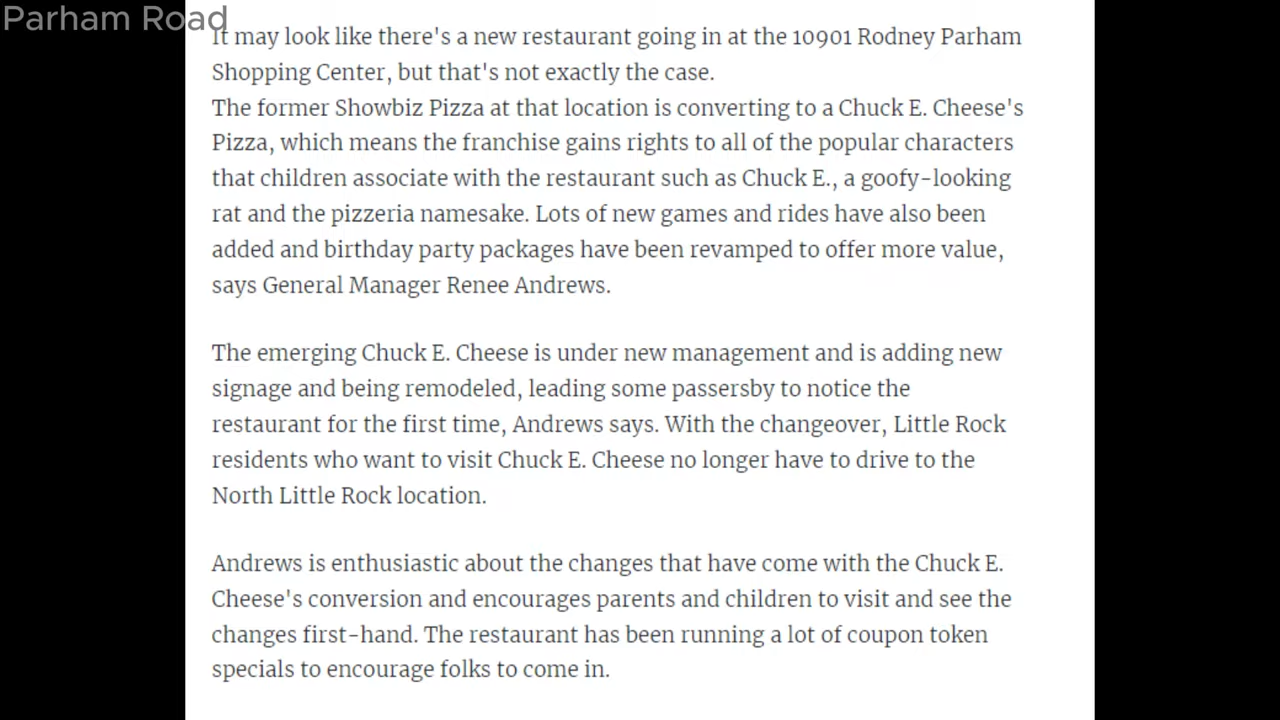 Parham Road
It may look like there's a new restaurant going in at the 10901 Rodney Parham
Shopping Center, but that's not exactly the case.
The former Showbiz Pizza at that location is converting to a Chuck E. Cheese's
Pizza, which means the franchise gains rights to all of the popular characters
that children associate with the restaurant such as Chuck E., a goofy-looking
rat and the pizzeria namesake. Lots of new games and rides have also been
added and birthday party packages have been revamped to offer more value,
says General Manager Renee Andrews.
The emerging Chuck E. Cheese is under new management and is adding new
signage and being remodeled, leading some passersby to notice the
restaurant for the first time, Andrews says. With the changeover, Little Rock
residents who want to visit Chuck E. Cheese no longer have to drive to the
North Little Rock location.
Andrews is enthusiastic about the changes that have come with the Chuck E.
Cheese's conversion and encourages parents and children to visit and see the
changes first-hand. The restaurant has been running a lot of coupon token
specials to encourage folks to come in.